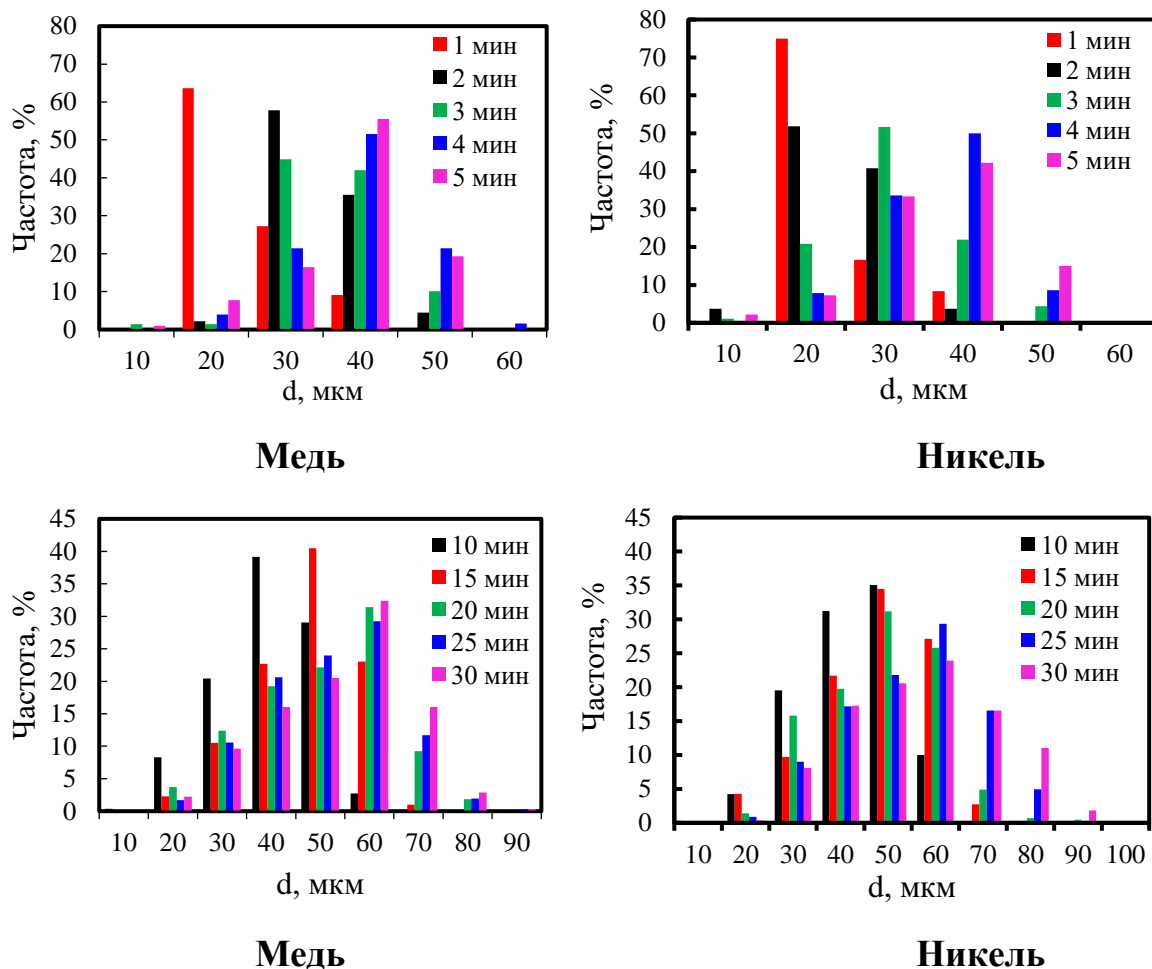 80
70
60
50
40
30
20
10
0
Частота, %
1 мин
2 мин
3 мин
4 мин
5 мин
10 20 30 40 50 60
d, мкм
Медь
80
70
60
50
40
30
20
10
0
Частота, %
1 мин
2 мин
3 мин
4 мин
5 мин
10 20 30 40 50 60
d, мкм
Никель
45
40
35
30
25
20
15
10
5
0
Частота, %
10 мин
15 мин
20 мин
25 мин
30 мин
10 20 30 40 50 60 70 80 90
d, мкм
Медь
45
40
35
30
25
20
15
10
5
0
Частота, %
10 мин
15 мин
20 мин
25 мин
30 мин
10 20 30 40 50 60 70 80 90 100
d, мкм
Никель